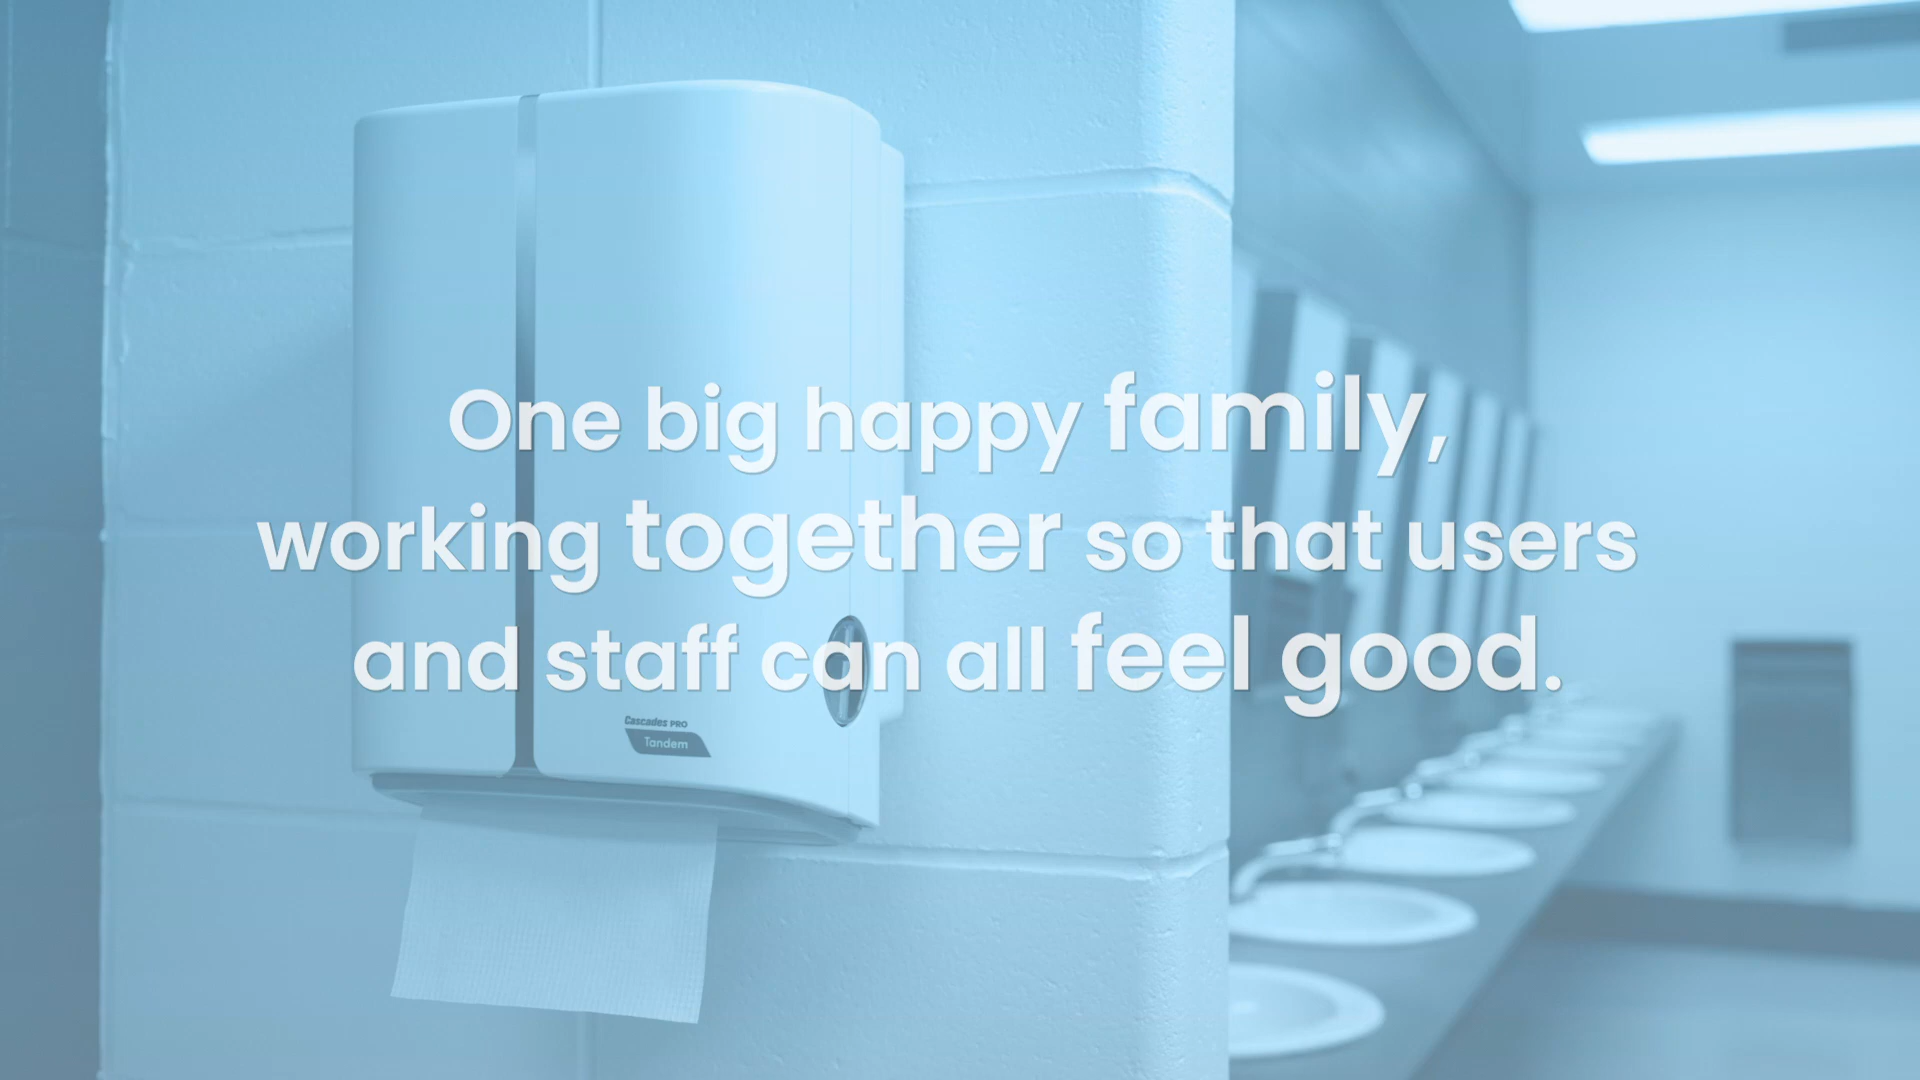 One big happy family,
working together so that users
and staff can all feel good.
Cascades PRO
Tandem